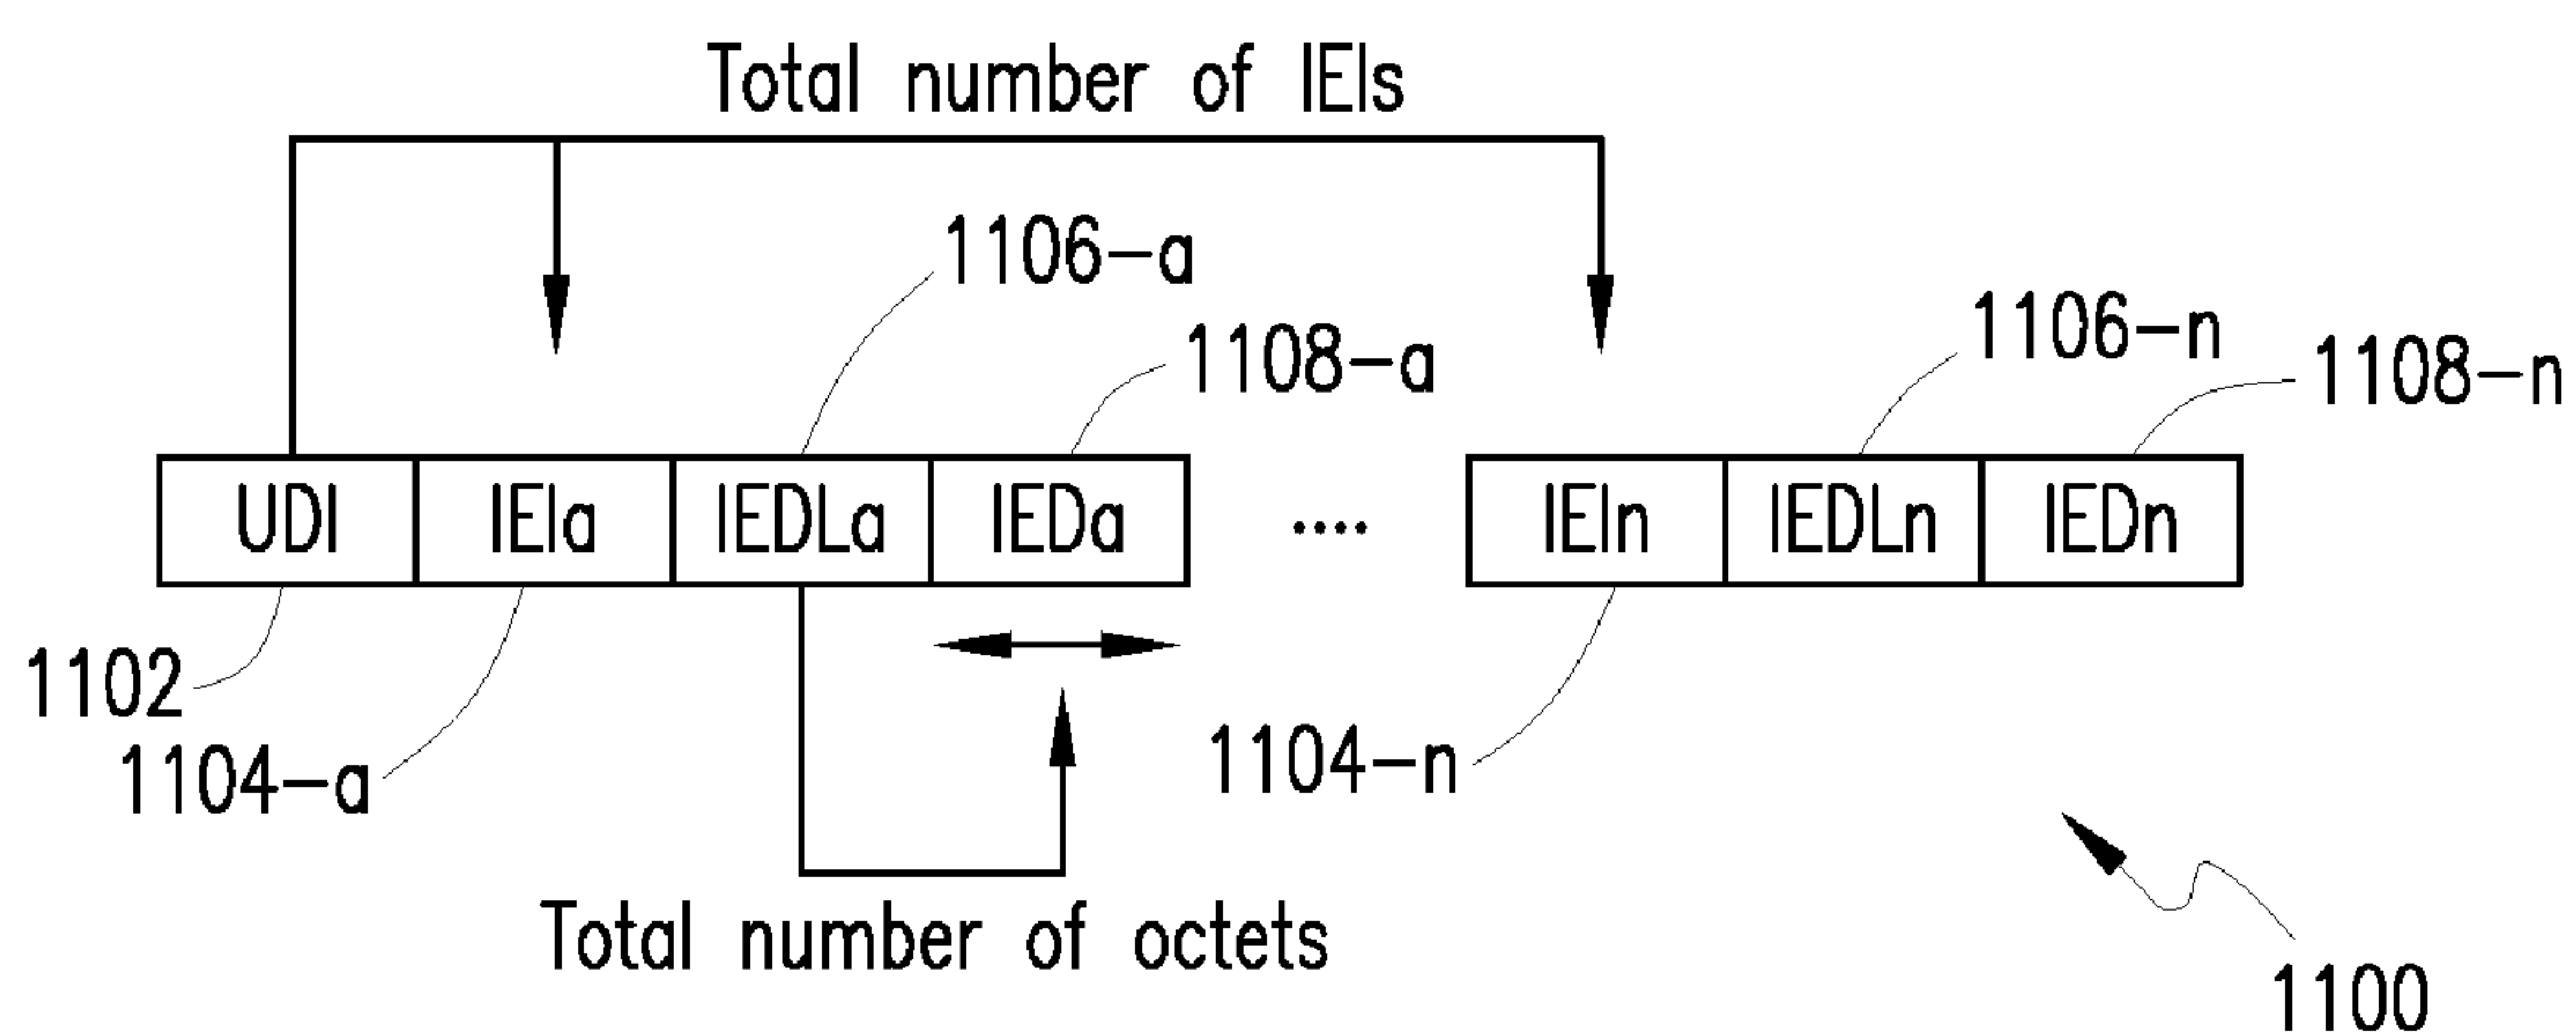 Total number of IEIs
1106-a
1108-a
1106-n
1108-n
UDI IEIa IEDLa IEDa .... IEIn IEDLn IEDn
1102
1104-a
1104-n
Total number of octets
1100